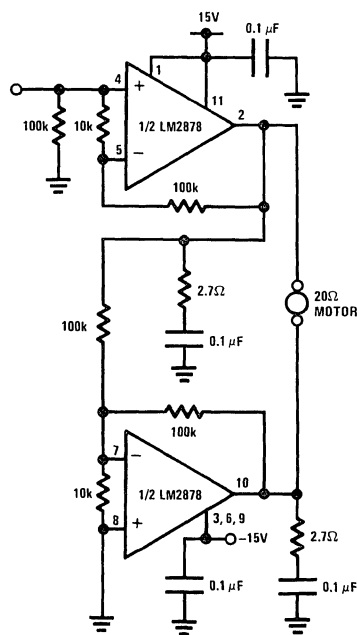 15V
0.1 μF
1
4
+
11
100k
10k
1/2 LM2878
2
5
−
100k
2.7Ω
20Ω
MOTOR
100k
0.1 μF
100k
7
−
10k
1/2 LM2878
10
8
+
3, 6, 9
−15V
2.7Ω
0.1 μF
0.1 μF